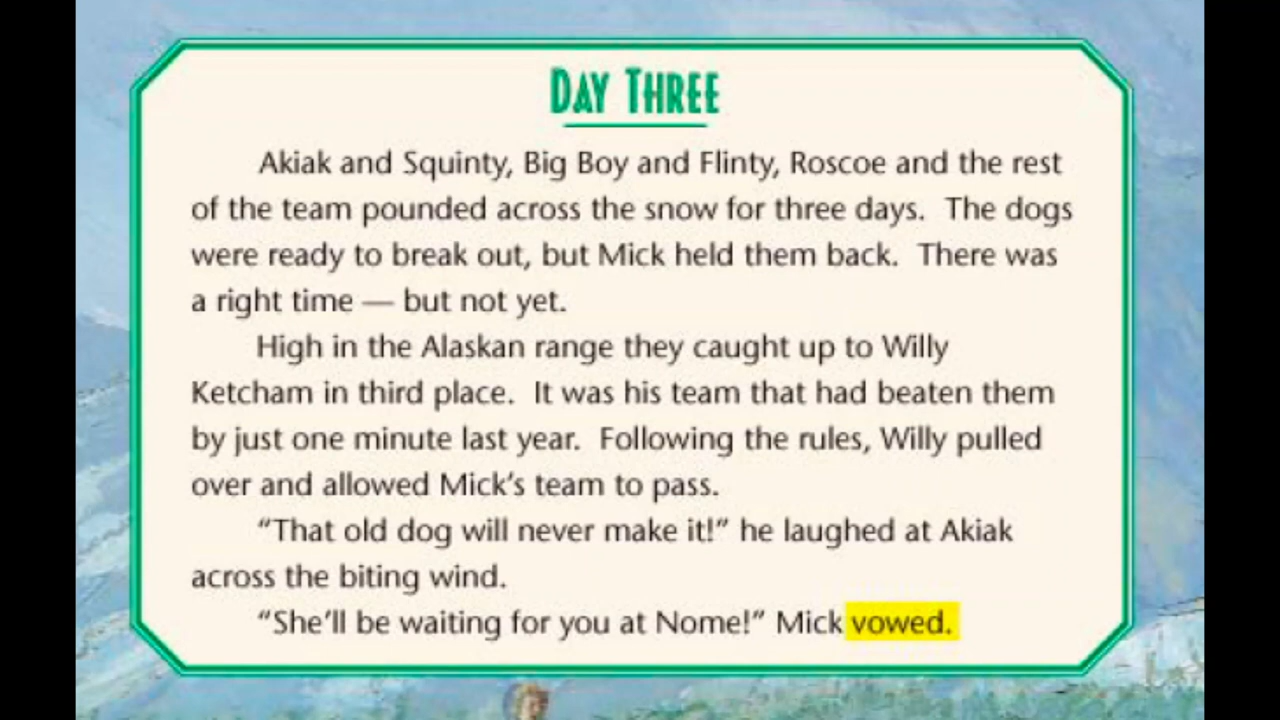 DAY THREE
Akiak and Squinty, Big Boy and Flinty, Roscoe and the rest
of the team pounded across the snow for three days. The dogs
were ready to break out, but Mick held them back. There was
a right time — but not yet.
High in the Alaskan range they caught up to Willy
Ketcham in third place. It was his team that had beaten them
by just one minute last year. Following the rules, Willy pulled
over and allowed Mick’s team to pass.
“That old dog will never make it!” he laughed at Akiak
across the biting wind.
“She’ll be waiting for you at Nome!” Mick vowed.